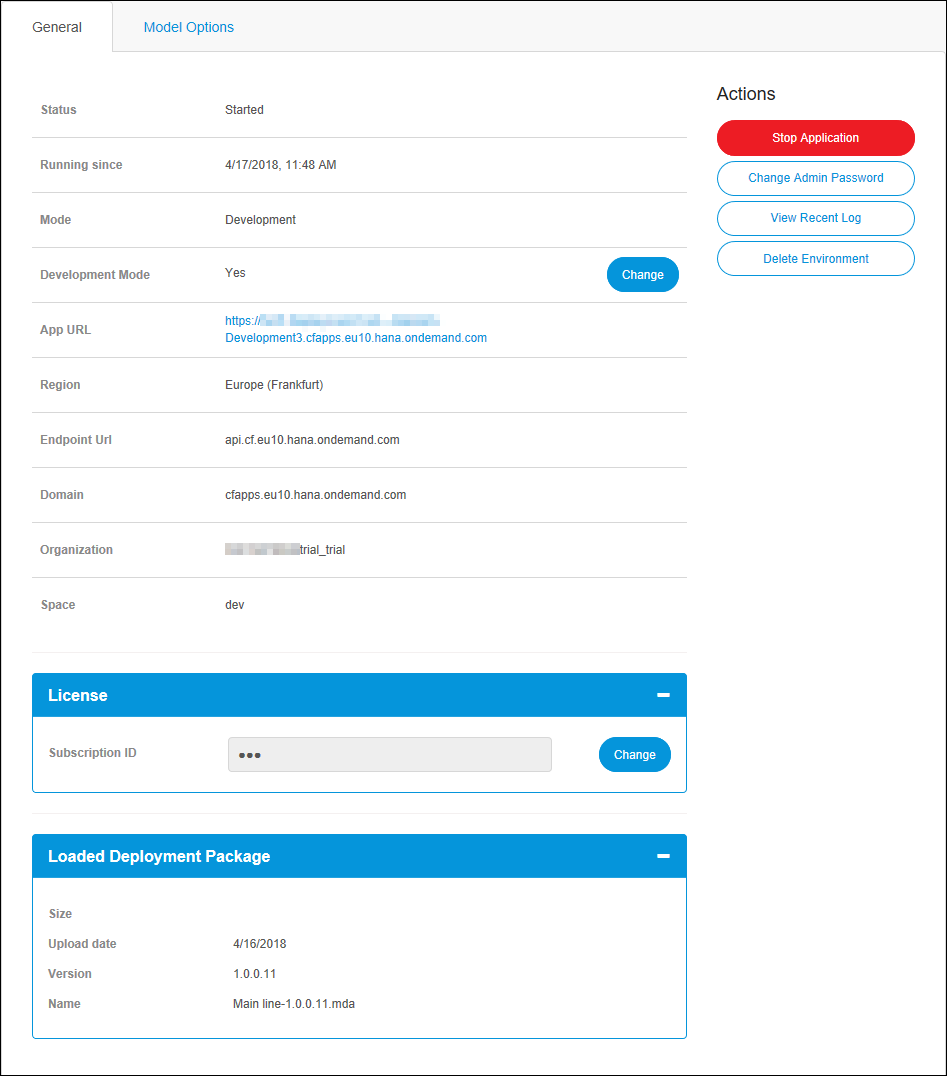 General
Model Options
Status Started
Running since 4/17/2018, 11:48 AM
Mode Development
Development Mode Yes Change
App URL https://
Development3.cfapps.eu10.hana.ondemand.com
Region Europe (Frankfurt)
Endpoint Url api.cf.eu10.hana.ondemand.com
Domain cfapps.eu10.hana.ondemand.com
Organization trial_trial
Space dev
License
Subscription ID ••• Change
Loaded Deployment Package
Size
Upload date 4/16/2018
Version 1.0.0.11
Name Main line-1.0.0.11.mda
Actions
Stop Application
Change Admin Password
View Recent Log
Delete Environment